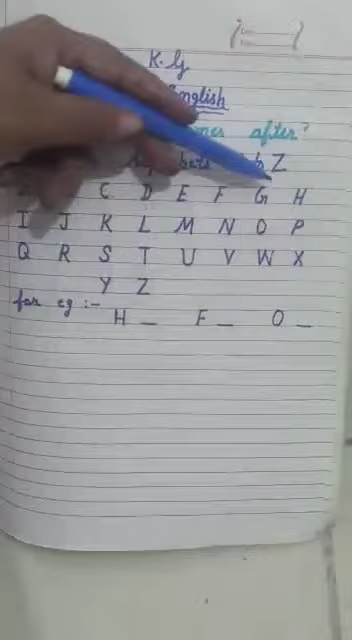 K.G
English
after?
Z
C D E F G H
I J K L M N O P
Q R S T U V W X
Y Z
for eg :-
H _ F _ O _